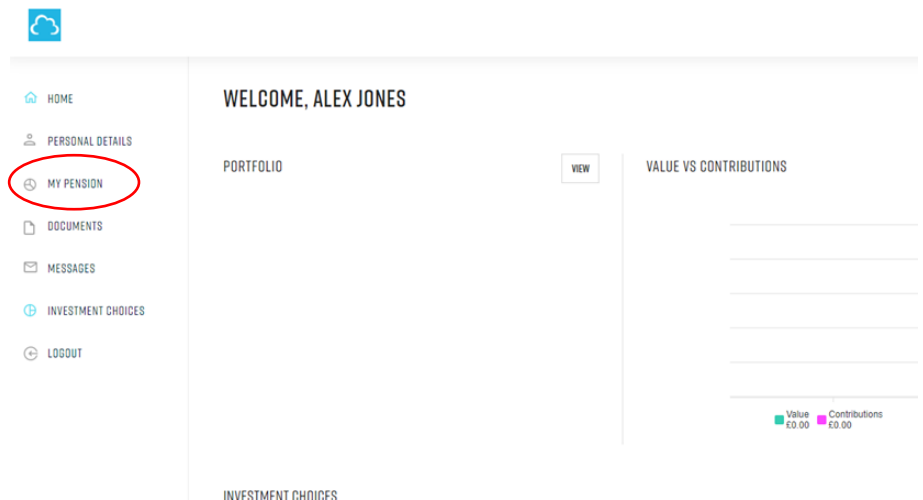 HOME
PERSONAL DETAILS
MY PENSION
DOCUMENTS
MESSAGES
INVESTMENT CHOICES
LOGOUT
WELCOME, ALEX JONES
PORTFOLIO
VIEW
VALUE VS CONTRIBUTIONS
Value
£0.00
Contributions
£0.00
INVESTMENT CHOICES